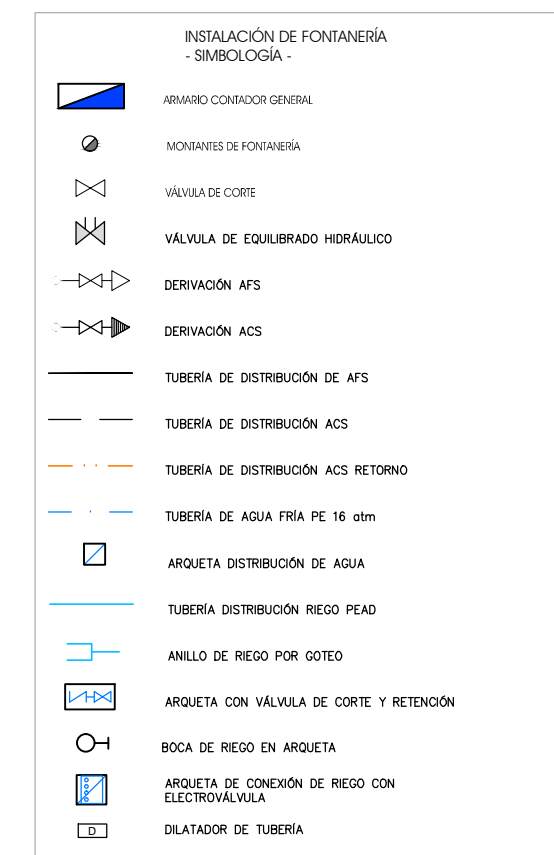 INSTALACIÓN DE FONTANERÍA
- SIMBOLOGÍA -
ARMARIO CONTADOR GENERAL
MONTANTES DE FONTANERÍA
VÁLVULA DE CORTE
VÁLVULA DE EQUILIBRADO HIDRÁULICO
DERIVACIÓN AFS
DERIVACIÓN ACS
TUBERÍA DE DISTRIBUCIÓN DE AFS
TUBERÍA DE DISTRIBUCIÓN ACS
TUBERÍA DE DISTRIBUCIÓN ACS RETORNO
TUBERÍA DE AGUA FRÍA PE 16 atm
ARQUETA DISTRIBUCIÓN DE AGUA
TUBERÍA DISTRIBUCIÓN RIEGO PEAD
ANILLO DE RIEGO POR GOTEO
ARQUETA CON VÁLVULA DE CORTE Y RETENCIÓN
BOCA DE RIEGO EN ARQUETA
ARQUETA DE CONEXIÓN DE RIEGO CON
ELECTROVÁLVULA
D DILATADOR DE TUBERÍA